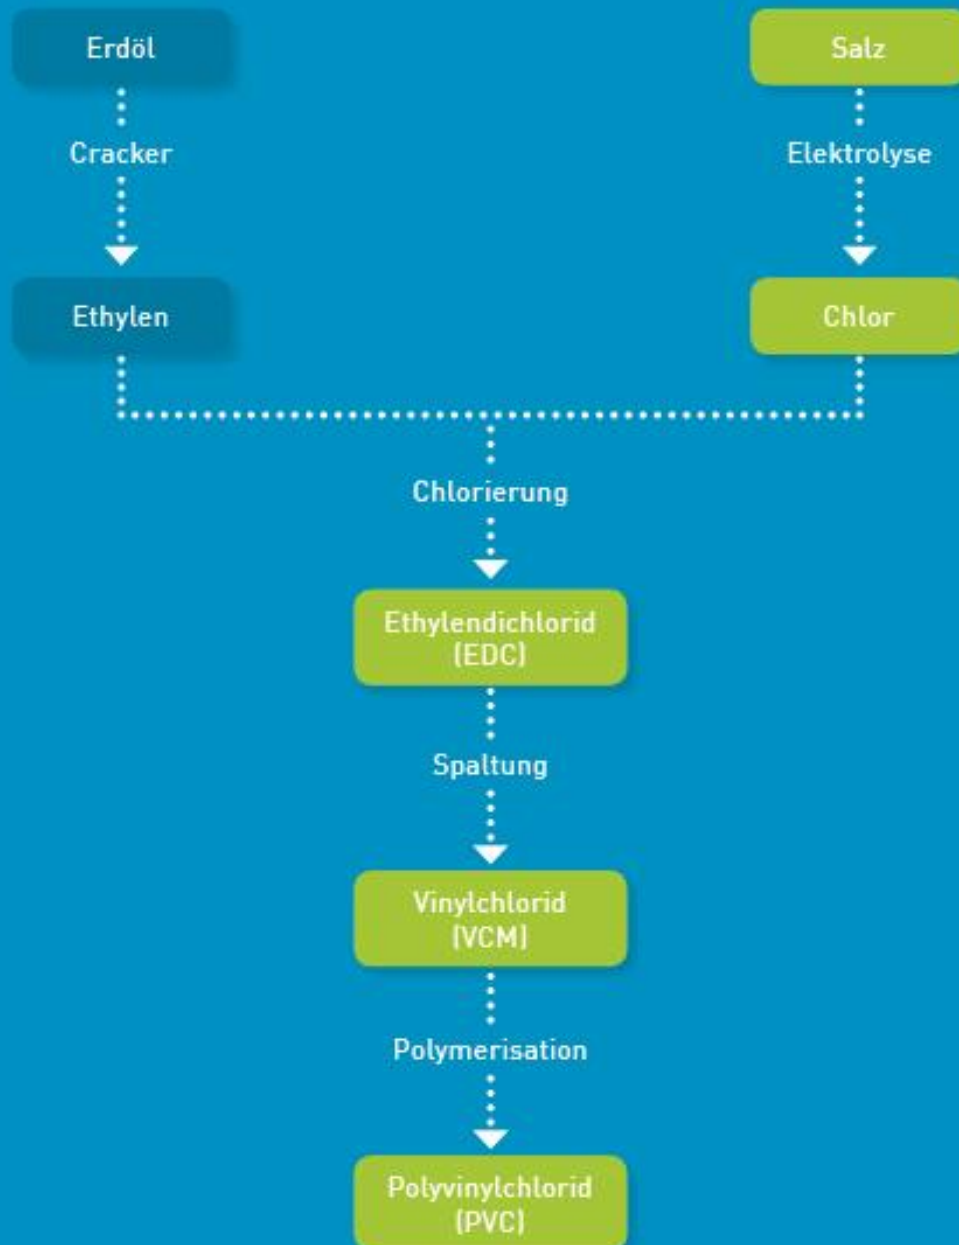 Erdöl
Salz
Cracker
Elektrolyse
Ethylen
Chlor
Chlorierung
Ethylendichlorid
(EDC)
Spaltung
Vinylchlorid
(VCM)
Polymerisation
Polyvinylchlorid
(PVC)